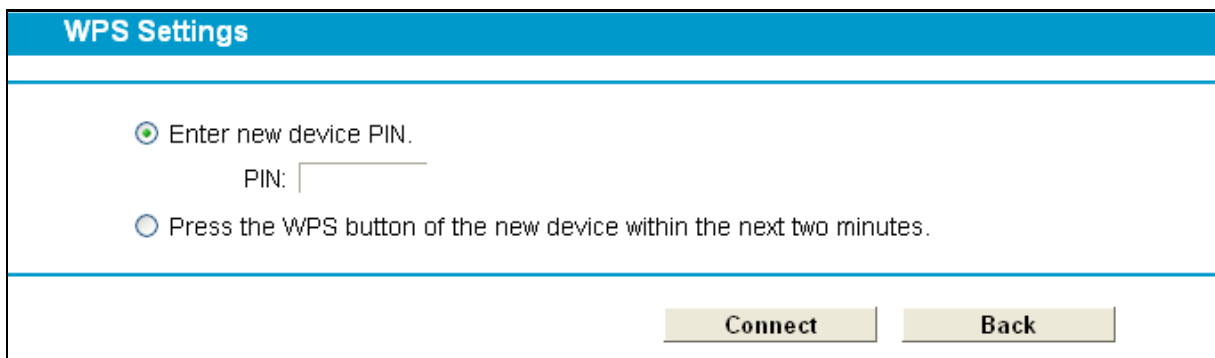 WPS Settings
Enter new device PIN.
PIN:
Press the WPS button of the new device within the next two minutes.
Connect Back